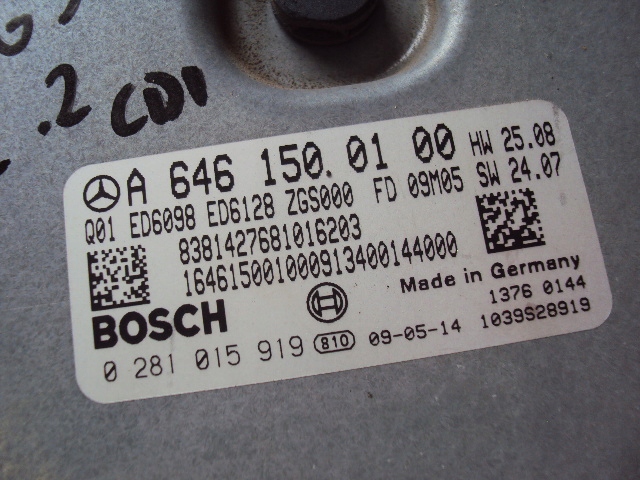 .2 CDI
A 646 150. 01 00 HW 25.08
Q01 ED6098 ED6128 ZGS000 FD 09M05 SW 24.07
8381427681016203
164615001000913400144000
Made in Germany
BOSCH
1376 0144
0 281 015 919 810 09-05-14 1039S28919